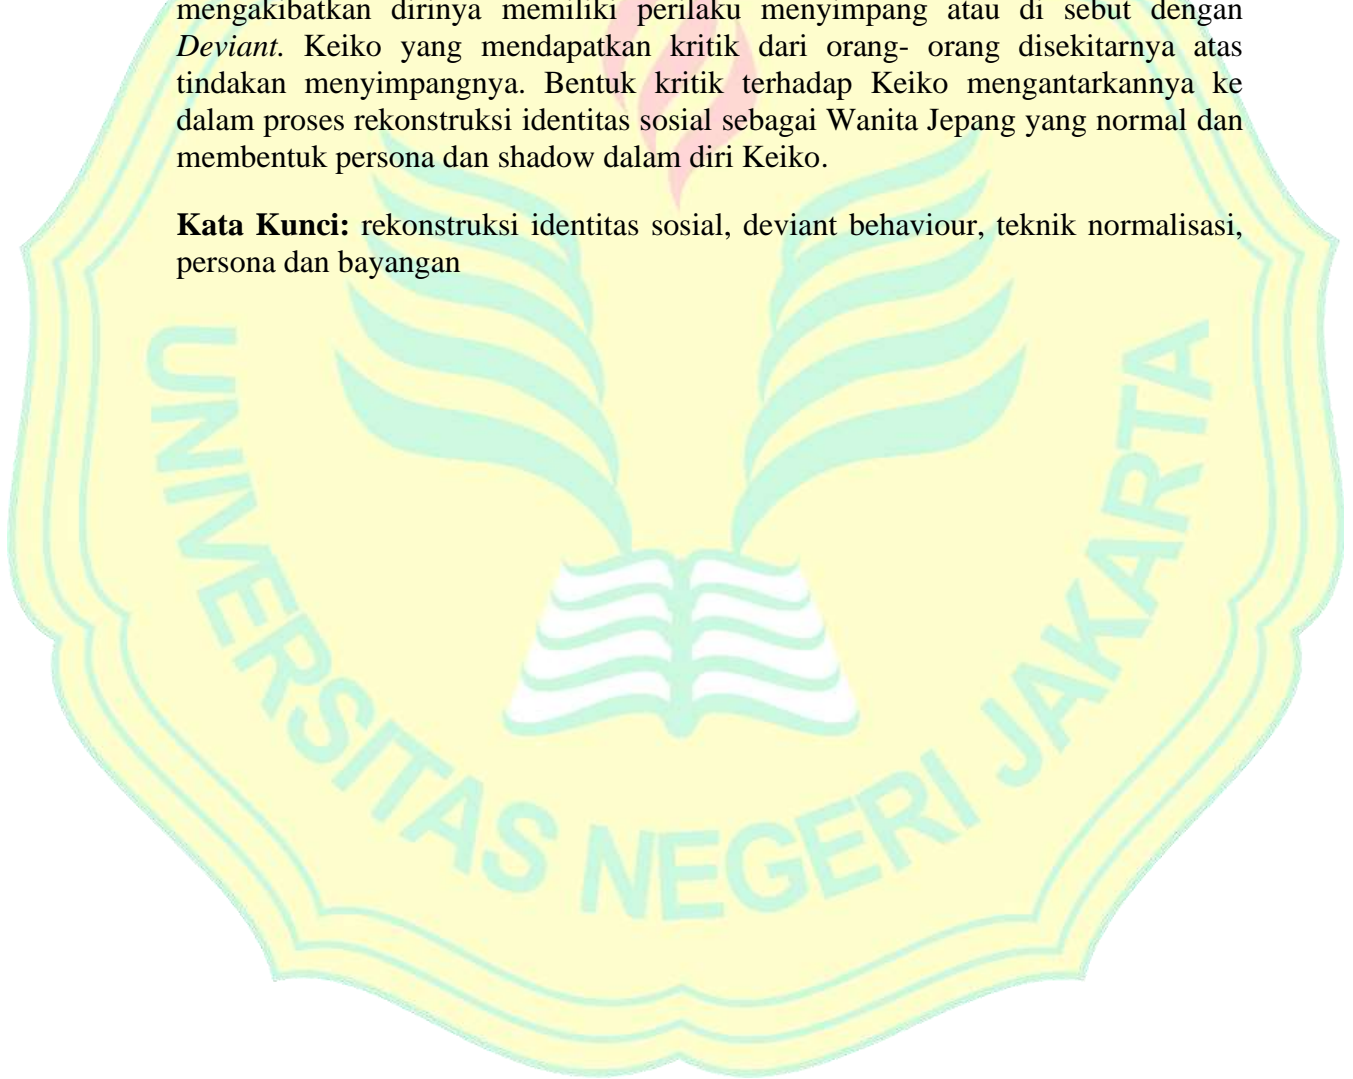 mengakibatkan dirinya memiliki perilaku menyimpang atau di sebut dengan
Deviant. Keiko yang mendapatkan kritik dari orang- orang disekitarnya atas
tindakan menyimpangnya. Bentuk kritik terhadap Keiko mengantarkannya ke
dalam proses rekonstruksi identitas sosial sebagai Wanita Jepang yang normal dan
membentuk persona dan shadow dalam diri Keiko.
Kata Kunci: rekonstruksi identitas sosial, deviant behaviour, teknik normalisasi,
persona dan bayangan
UNIVERSITAS NEGERI JAKARTA